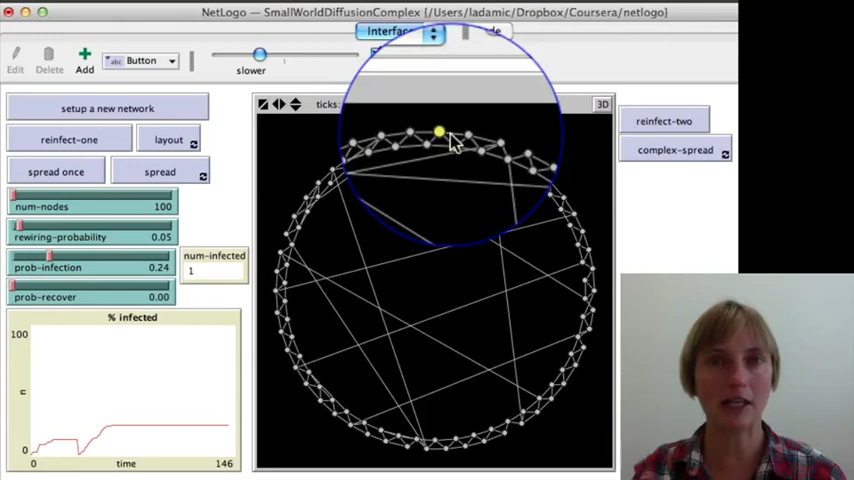 NetLogo — SmallWorldDiffusionComplex {/Users/ladamic/Dropbox/Coursera/netlogo}
Interface
Edit
Delete
Add
abc Button
slower
ticks:
3D
setup a new network
reinfect-one
layout
spread once
spread
num-nodes 100
rewiring-probability 0.05
prob-infection 0.24
prob-recover 0.00
num-infected
1
reinfect-two
complex-spread
% infected
100
n
0 time 146